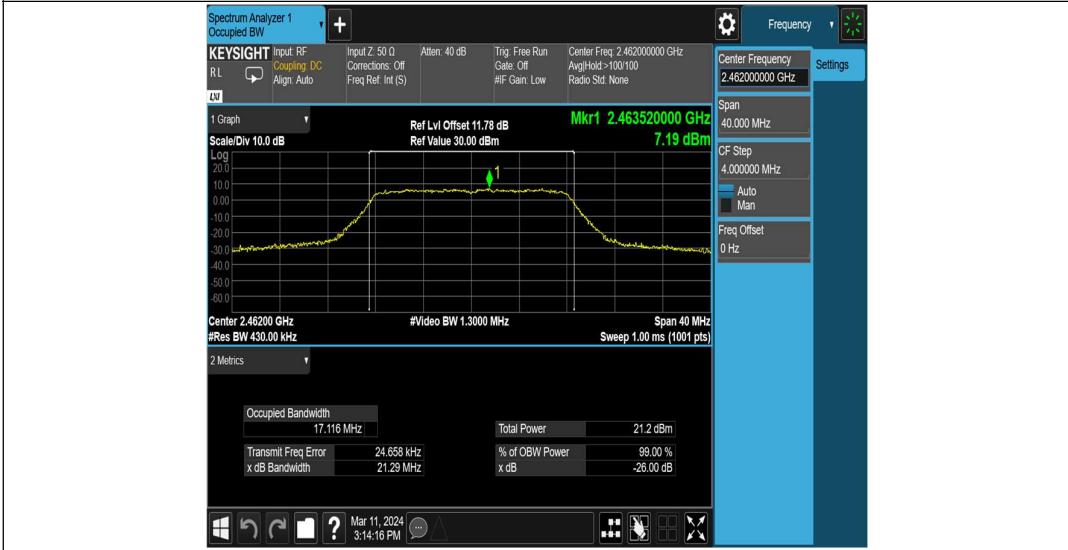 Spectrum Analyzer 1
Occupied BW
Frequency
KEYSIGHT
RL
LXI
Input: RF
Coupling: DC
Align: Auto
Input Z: 50 Ω
Corrections: Off
Freq Ref: Int (S)
Atten: 40 dB
Trig: Free Run
Gate: Off
#IF Gain: Low
Center Freq: 2.462000000 GHz
Avg|Hold:>100/100
Radio Std: None
Center Frequency
2.462000000 GHz
Settings
Span
40.000 MHz
CF Step
4.000000 MHz
Auto
Man
Freq Offset
0 Hz
1 Graph
Scale/Div 10.0 dB
Ref Lvl Offset 11.78 dB
Ref Value 30.00 dBm
Mkr1 2.463520000 GHz
7.19 dBm
Log
20.0
10.0
0.00
-10.0
-20.0
-30.0
-40.0
-50.0
-60.0
1
Center 2.46200 GHz
#Res BW 430.00 kHz
#Video BW 1.3000 MHz
Span 40 MHz
Sweep 1.00 ms (1001 pts)
2 Metrics
Occupied Bandwidth
17.116 MHz
Total Power 21.2 dBm
Transmit Freq Error 24.658 kHz
% of OBW Power 99.00 %
x dB Bandwidth 21.29 MHz
x dB -26.00 dB
?
Mar 11, 2024
3:14:16 PM